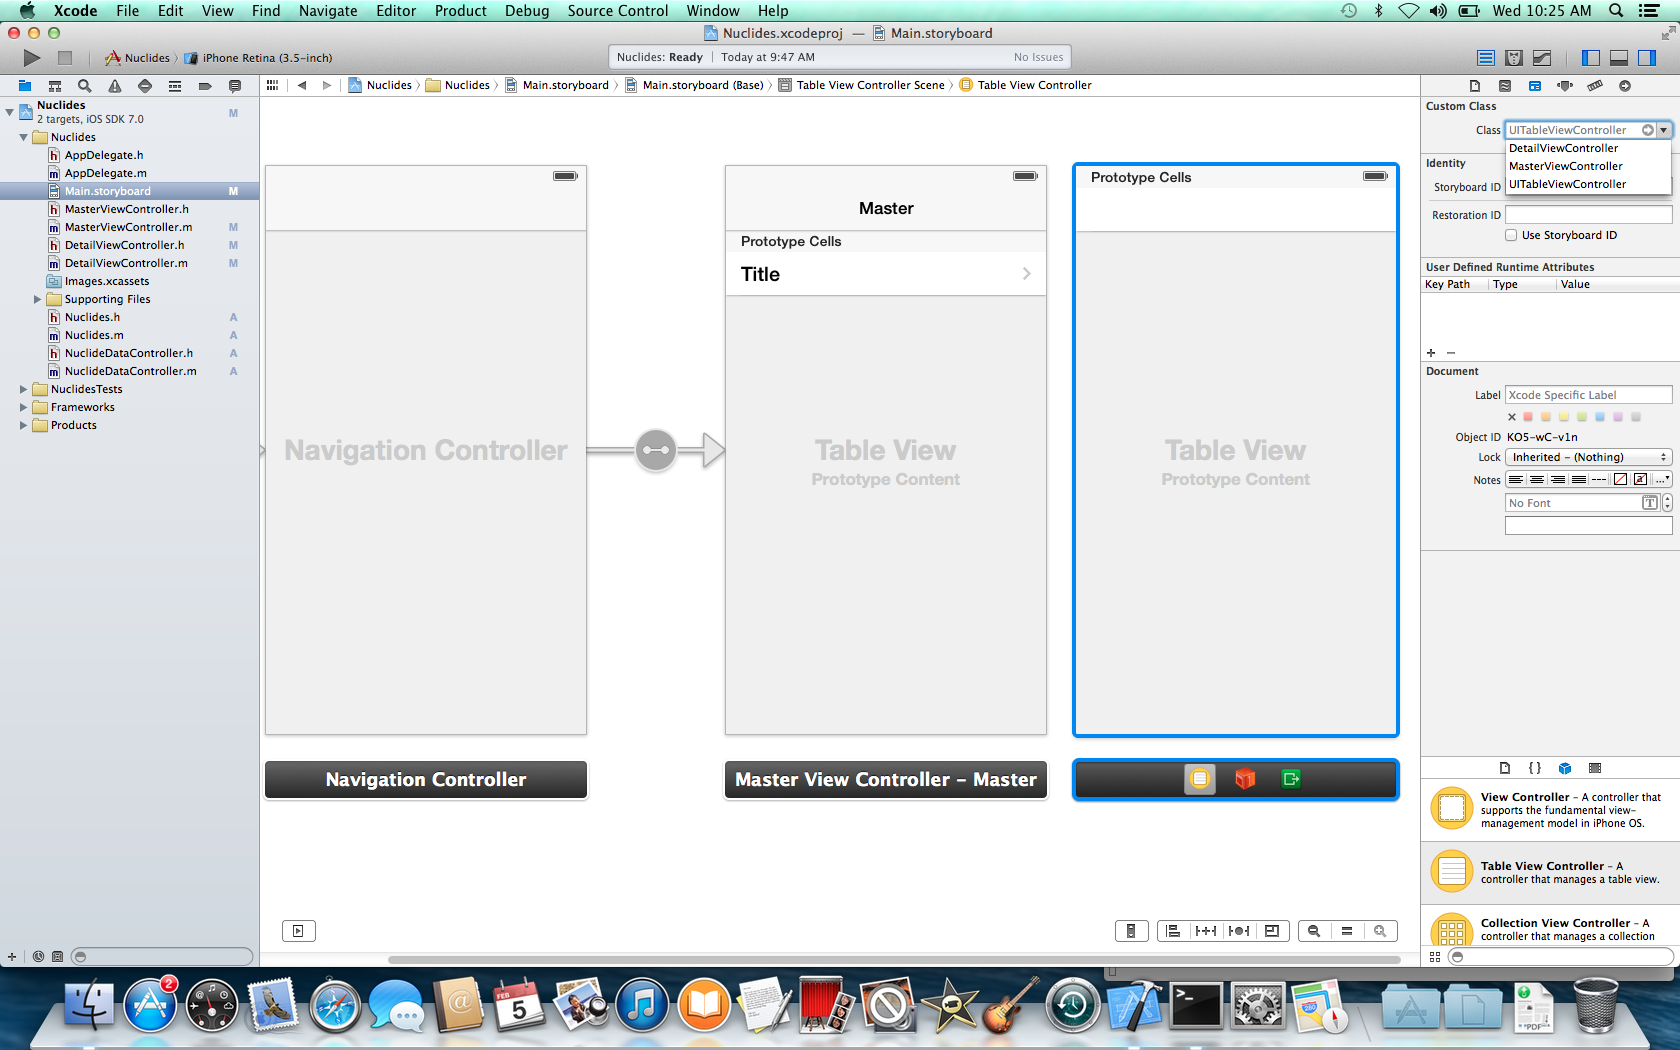 Xcode File Edit View Find Navigate Editor Product Debug Source Control Window Help
Wed 10:25 AM
Nuclides.xcodeproj — Main.storyboard
Nuclides iPhone Retina (3.5-inch)
Nuclides: Ready Today at 9:47 AM No Issues
Nuclides Nuclides Main.storyboard Main.storyboard (Base) Table View Controller Scene Table View Controller
Nuclides
2 targets, iOS SDK 7.0 M
Nuclides
h AppDelegate.h
m AppDelegate.m
Main.storyboard M
h MasterViewController.h
m MasterViewController.m M
h DetailViewController.h M
m DetailViewController.m M
Images.xcassets
Supporting Files
h Nuclides.h A
m Nuclides.m A
h NuclideDataController.h A
m NuclideDataController.m A
NuclidesTests
Frameworks
Products
Navigation Controller
Navigation Controller
Master
Prototype Cells
Title
Table View
Prototype Content
Master View Controller – Master
Prototype Cells
Table View
Prototype Content
Custom Class
Class UITableViewController
DetailViewController
MasterViewController
UITableViewController
Identity
Storyboard ID
Restoration ID
Use Storyboard ID
User Defined Runtime Attributes
Key Path Type Value
Document
Label Xcode Specific Label
Object ID KO5-wC-v1n
Lock Inherited – (Nothing)
Notes
No Font T
View Controller – A controller that
supports the fundamental view-
management model in iPhone OS.
Table View Controller – A
controller that manages a table view.
Collection View Controller – A
controller that manages a collection
2
FEB
5
PDF